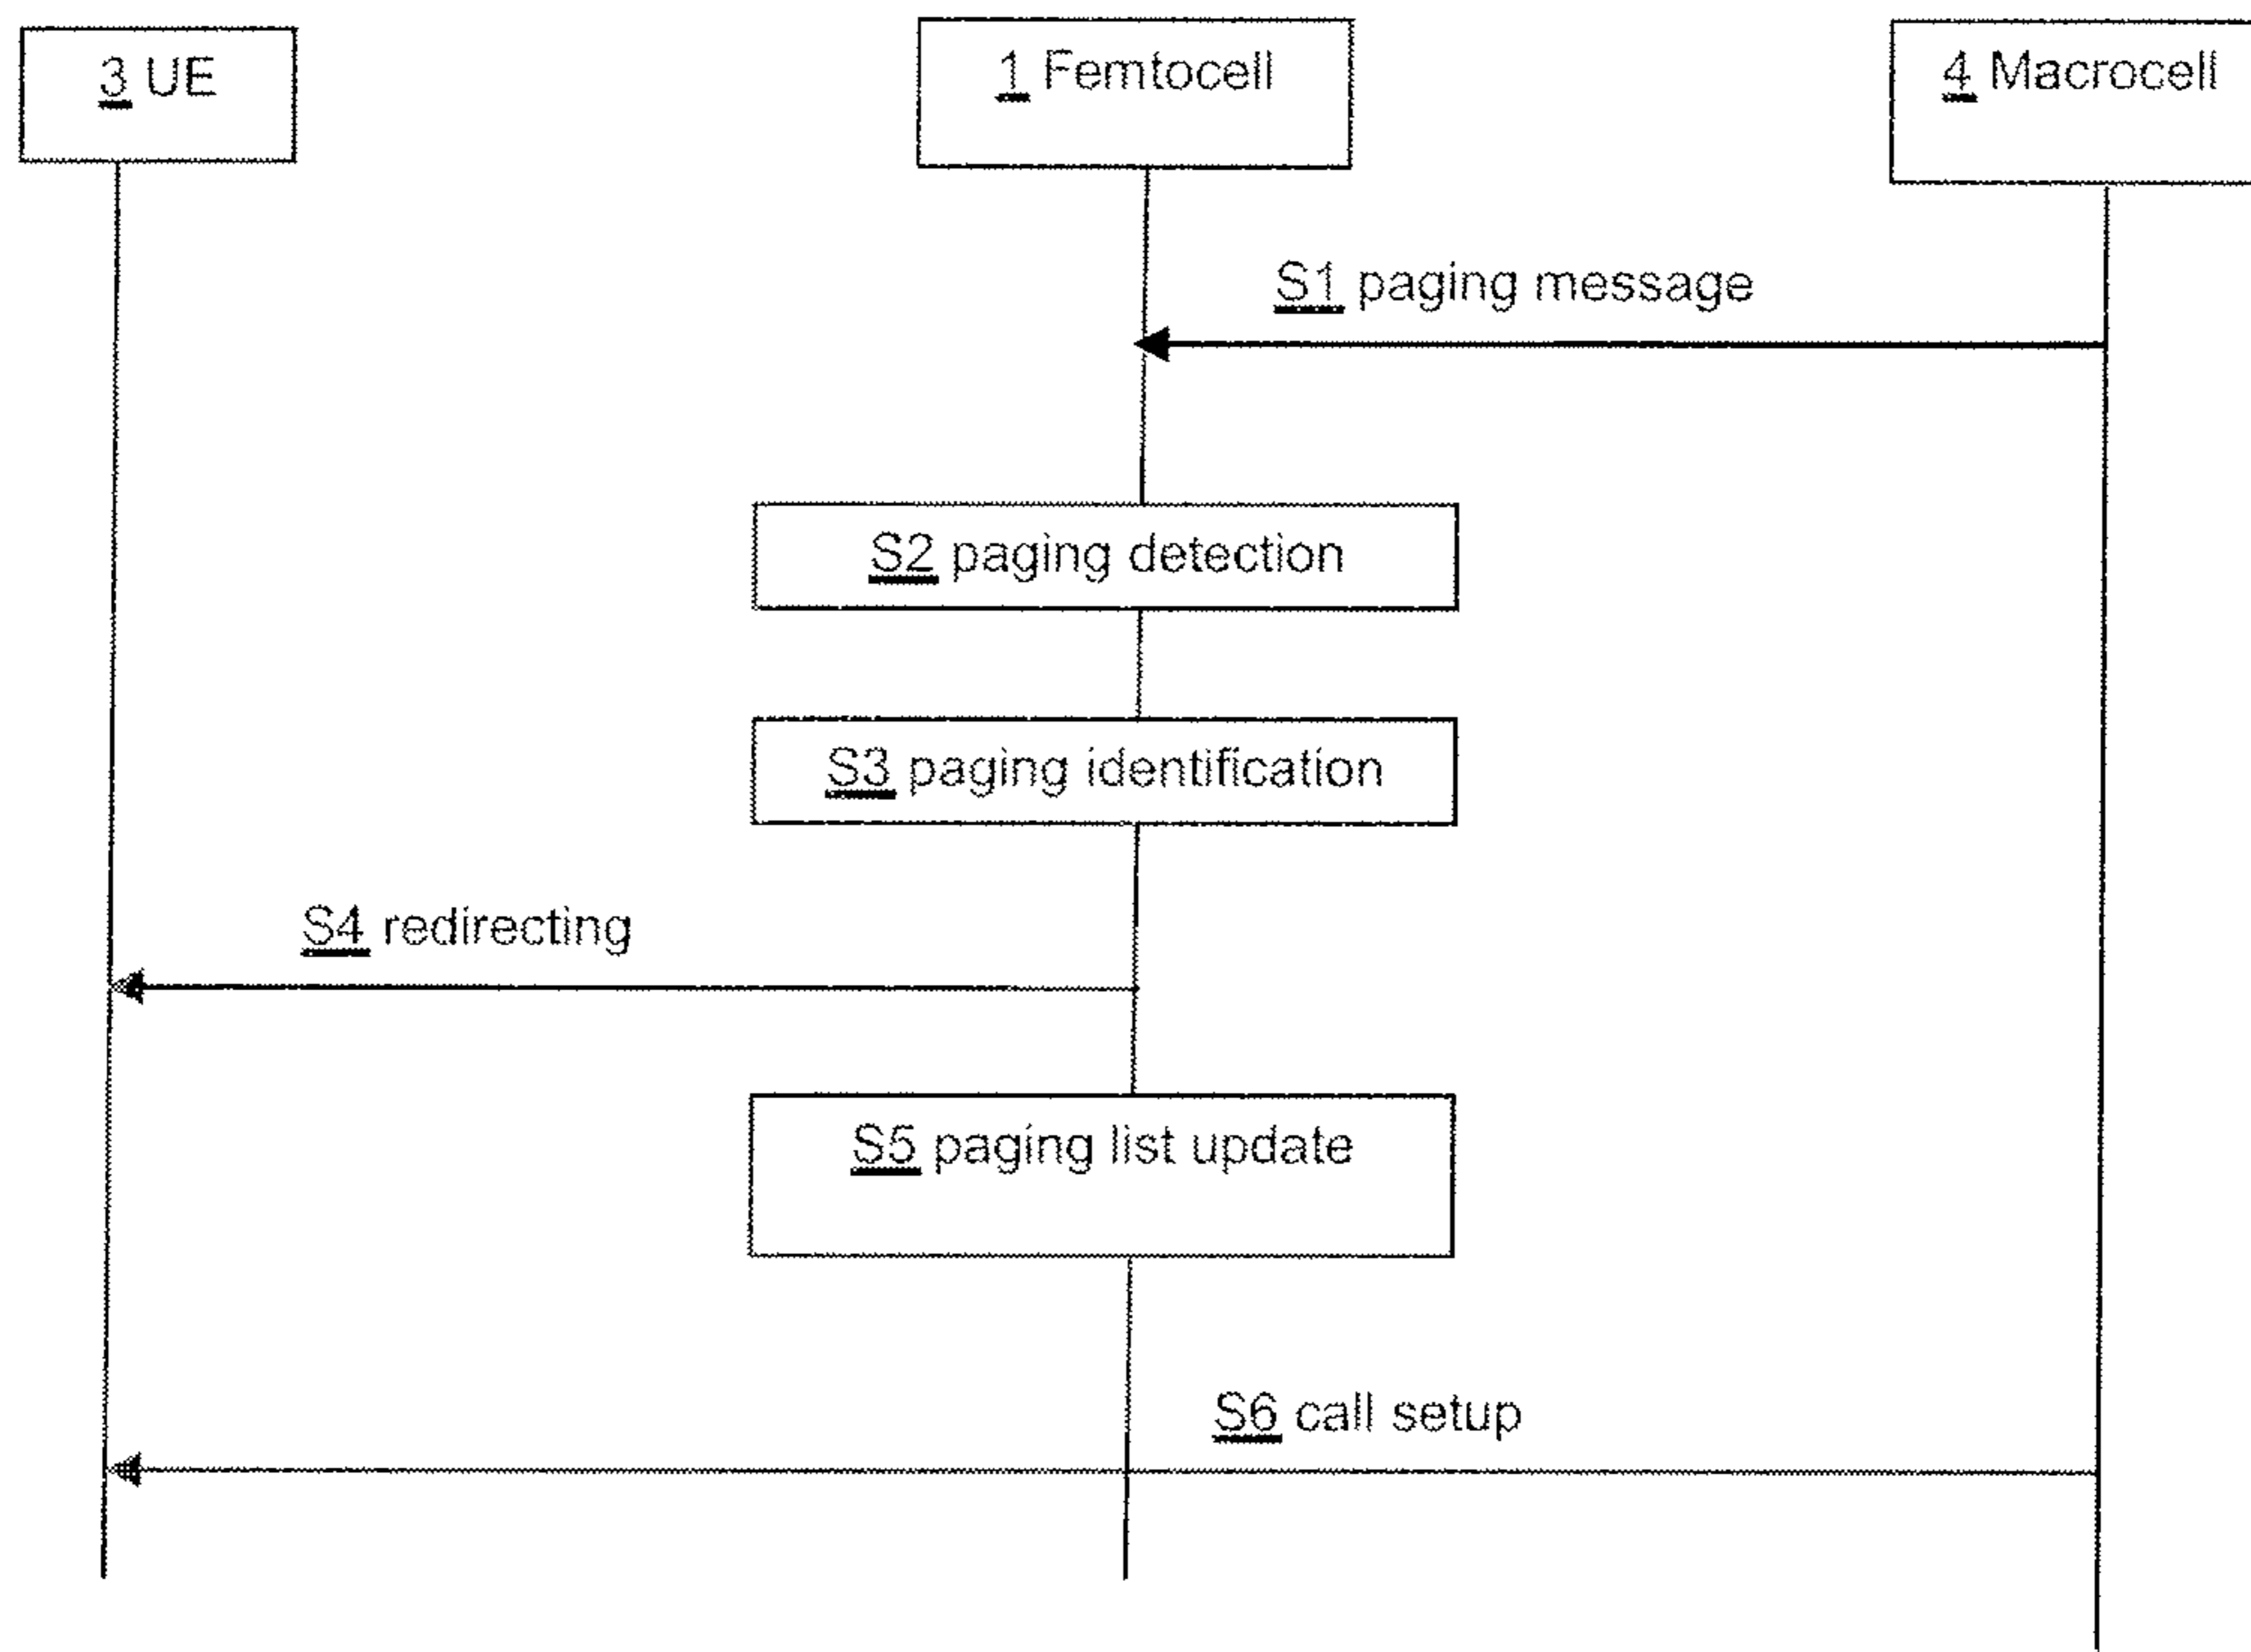 3 UE
1 Femtocell
4 Macrocell
S1 paging message
S2 paging detection
S3 paging identification
S4 redirecting
S5 paging list update
S6 call setup